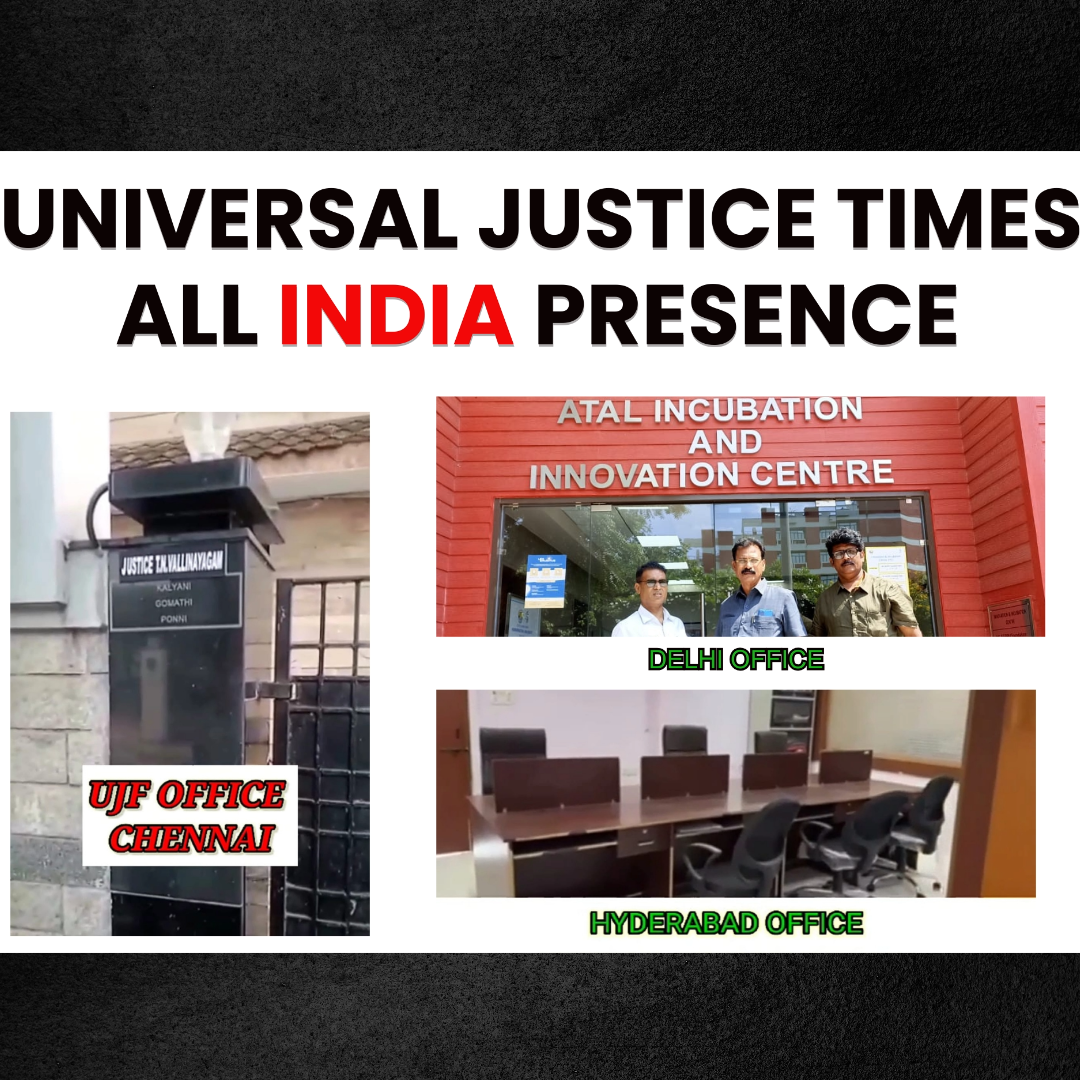 UNIVERSAL JUSTICE TIMES
ALL INDIA PRESENCE
JUSTICE T.N.VALLINAYAGAM
KALYANI
GOMATHI
PONNI
UJF OFFICE
CHENNAI
ATAL INCUBATION
AND
INNOVATION CENTRE
DELHI OFFICE
HYDERABAD OFFICE